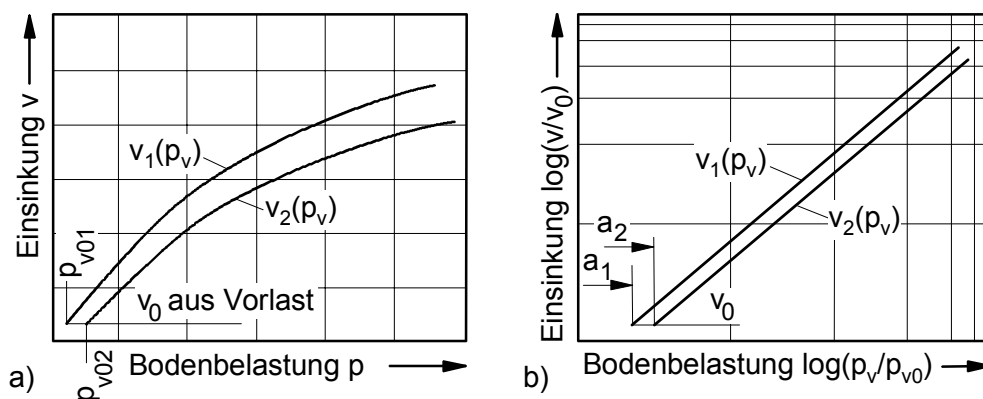 Einsinkung v
v₁(pᵥ)
v₂(pᵥ)
pᵥ₀₁
v₀ aus Vorlast
pᵥ₀₂
Bodenbelastung p
a)
Einsinkung log(v/v₀)
v₁(pᵥ)
v₂(pᵥ)
a₂
a₁
v₀
Bodenbelastung log(pᵥ/pᵥ₀)
b)